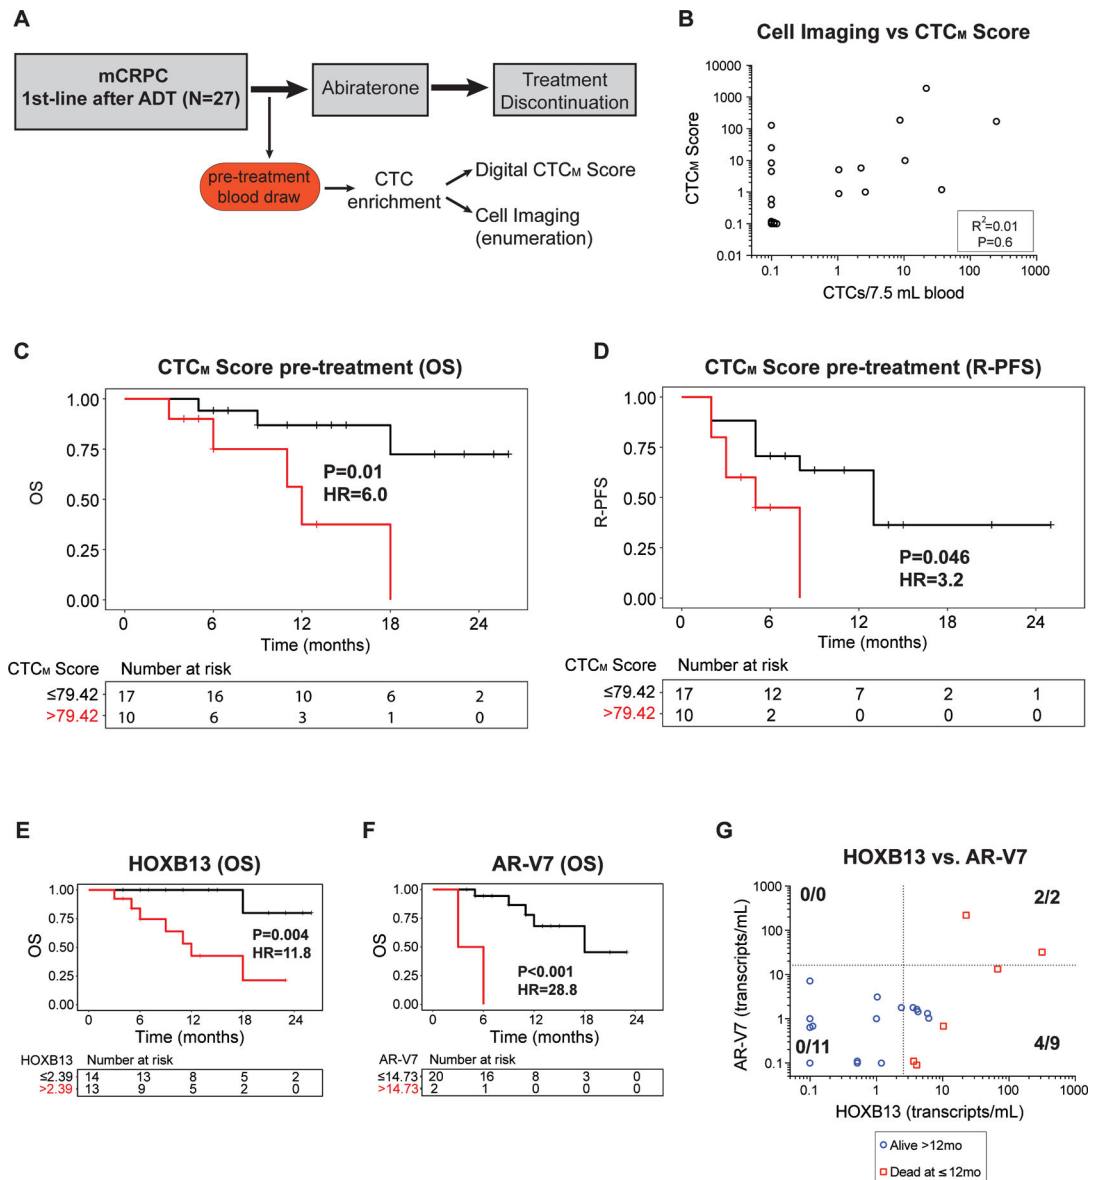 A
mCRPC
1st-line after ADT (N=27)
Abiraterone
Treatment
Discontinuation
pre-treatment
blood draw
CTC
enrichment
Digital CTCM Score
Cell Imaging
(enumeration)
B
Cell Imaging vs CTCM Score
CTCM Score
10000
1000
100
10
1
0.1
0.01
R²=0.01
P=0.6
0.1 1 10 100 1000
CTCs/7.5 mL blood
C
CTCM Score pre-treatment (OS)
OS
1.00
0.75
0.50
0.25
0.00
P=0.01
HR=6.0
0 6 12 18 24
Time (months)
CTCM Score Number at risk
≤79.42 17 16 10 6 2
>79.42 10 6 3 1 0
D
CTCM Score pre-treatment (R-PFS)
R-PFS
1.00
0.75
0.50
0.25
0.00
P=0.046
HR=3.2
0 6 12 18 24
Time (months)
CTCM Score Number at risk
≤79.42 17 12 7 2 1
>79.42 10 2 0 0 0
E
HOXB13 (OS)
OS
1.00
0.75
0.50
0.25
0.00
P=0.004
HR=11.8
0 6 12 18 24
Time (months)
HOXB13 Number at risk
≤2.39 14 13 8 5 2
>2.39 13 9 5 2 0
F
AR-V7 (OS)
OS
1.00
0.75
0.50
0.25
0.00
P<0.001
HR=28.8
0 6 12 18 24
Time (months)
AR-V7 Number at risk
≤14.73 20 16 8 3 0
>14.73 2 1 0 0 0
G
HOXB13 vs. AR-V7
AR-V7 (transcripts/mL)
1000
100
10
1
0.1
0/0
2/2
0/11
4/9
0.1 1 10 100 1000
HOXB13 (transcripts/mL)
Alive >12mo
Dead at ≤ 12mo